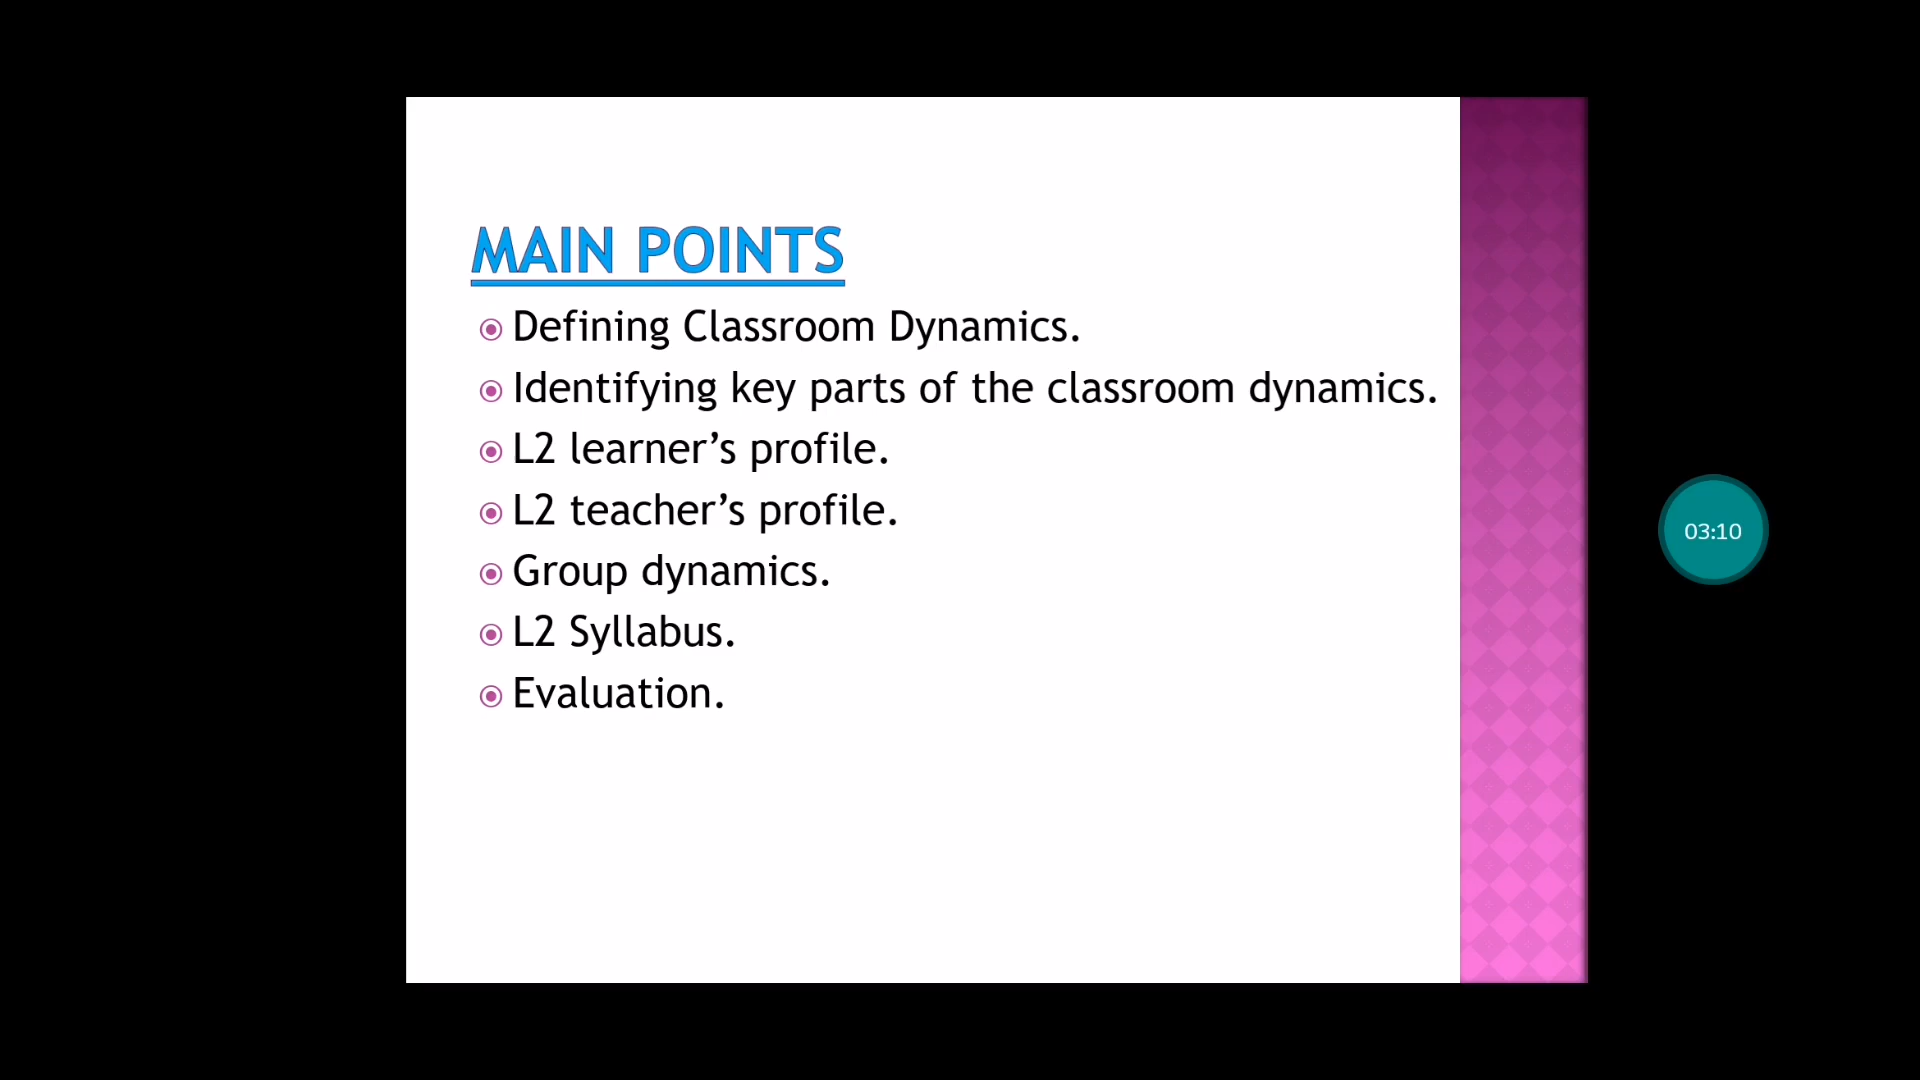 MAIN POINTS
Defining Classroom Dynamics.
Identifying key parts of the classroom dynamics.
L2 learner’s profile.
L2 teacher’s profile.
Group dynamics.
L2 Syllabus.
Evaluation.
03:10